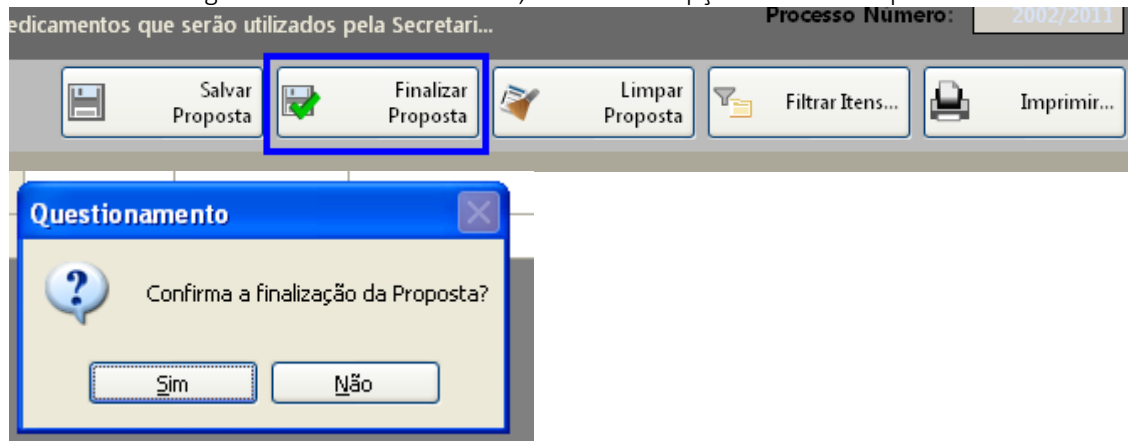 edicamentos que serão utilizados pela Secretari...
Processo Número: 2002/2011
Salvar
Proposta
Finalizar
Proposta
Limpar
Proposta
Filtrar Itens...
Imprimir...
Questionamento
Confirma a finalização da Proposta?
Sim
Não